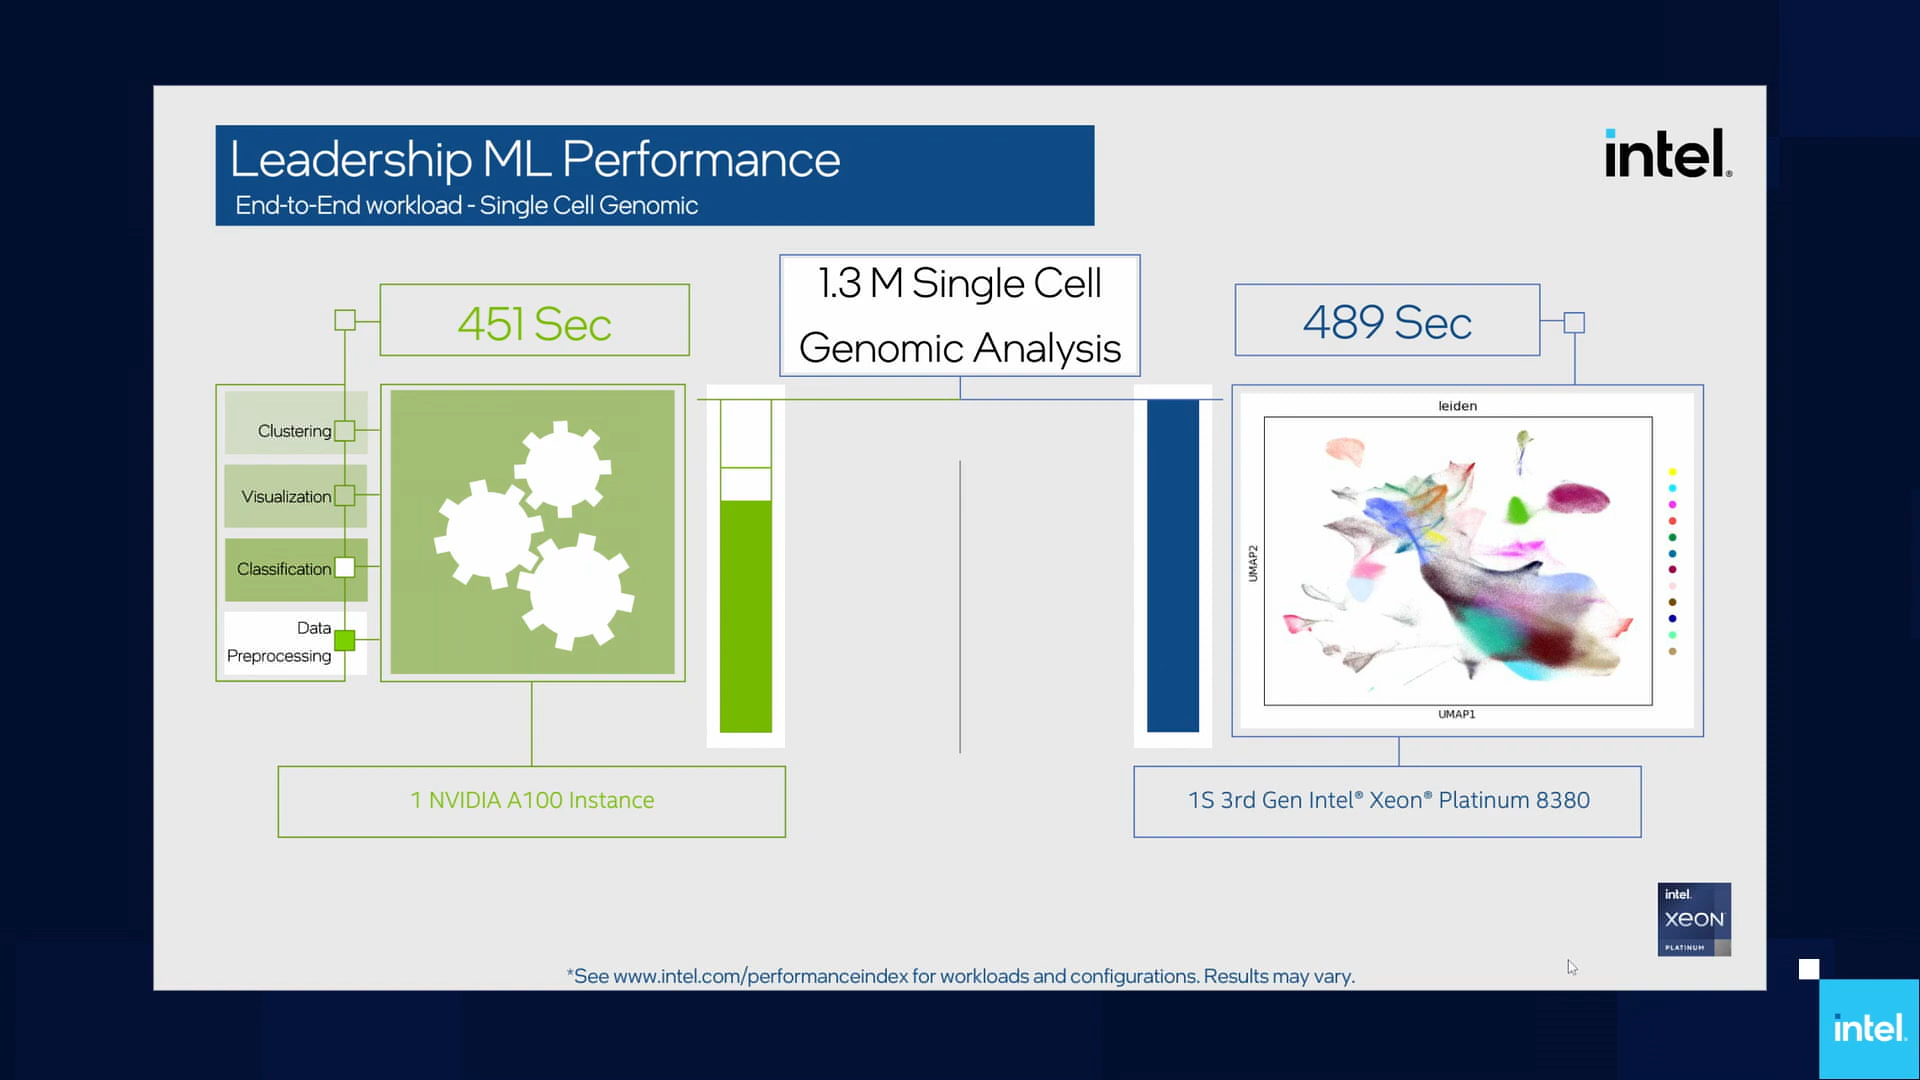 Leadership ML Performance
End-to-End workload - Single Cell Genomic
intel.®
1.3 M Single Cell
Genomic Analysis
451 Sec
489 Sec
Clustering
Visualization
Classification
Data
Preprocessing
leiden
UMAP2
UMAP1
1 NVIDIA A100 Instance
1S 3rd Gen Intel® Xeon® Platinum 8380
intel.
XEON
PLATINUM
*See www.intel.com/performanceindex for workloads and configurations. Results may vary.
intel.